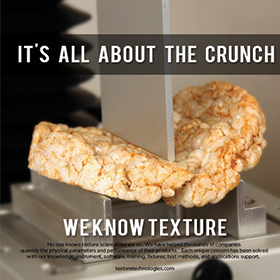 IT'S ALL ABOUT THE CRUNCH
WE KNOW TEXTURE
No one knows texture science like we do. We have helped thousands of companies
quantify the physical parameters and performance of their products. Each unique concern has been solved
with our knowledge, instrument, software, training, fixtures, test methods, and applications support.
texturetechnologies.com